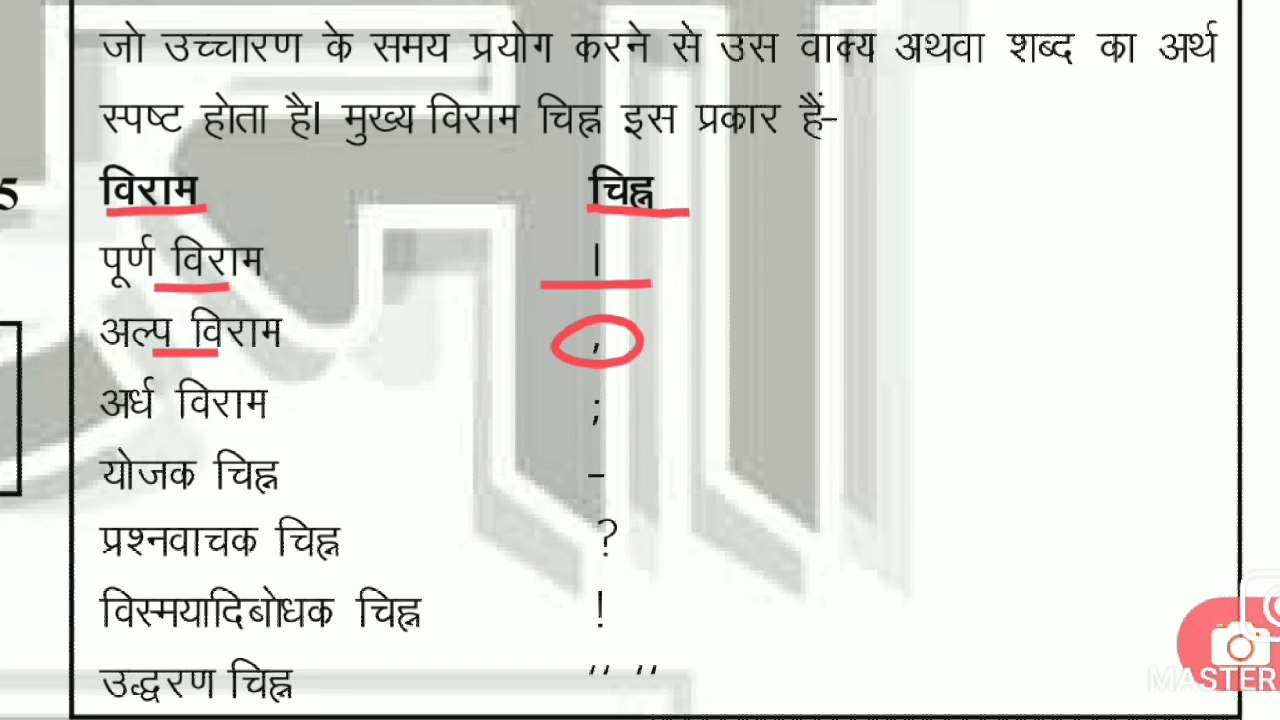 जो उच्चारण के समय प्रयोग करने से उस वाक्य अथवा शब्द का अर्थ
स्पष्ट होता है। मुख्य विराम चिह्न इस प्रकार हैं-
5
विराम चिह्न
पूर्ण विराम ।
अल्प विराम ,
अर्ध विराम ;
योजक चिह्न –
प्रश्नवाचक चिह्न ?
विस्मयादिबोधक चिह्न !
उद्धरण चिह्न ‘‘ ’’
MASTER